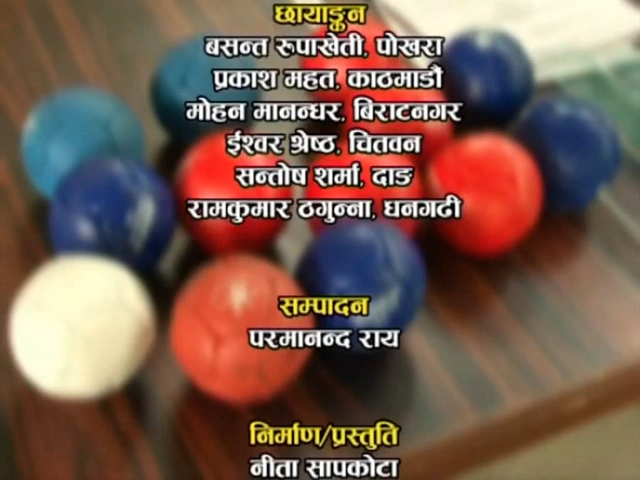 छायाङ्कन
बसन्त रुपाखेती, पोखरा
प्रकाश महत, काठमाडौं
मोहन मानन्धर, बिराटनगर
ईश्वर श्रेष्ठ, चितवन
सन्तोष शर्मा, दाङ
रामकुमार ठगुन्ना, धनगढी
सम्पादन
परमानन्द राय
निर्माण/प्रस्तुति
नीता सापकोटा